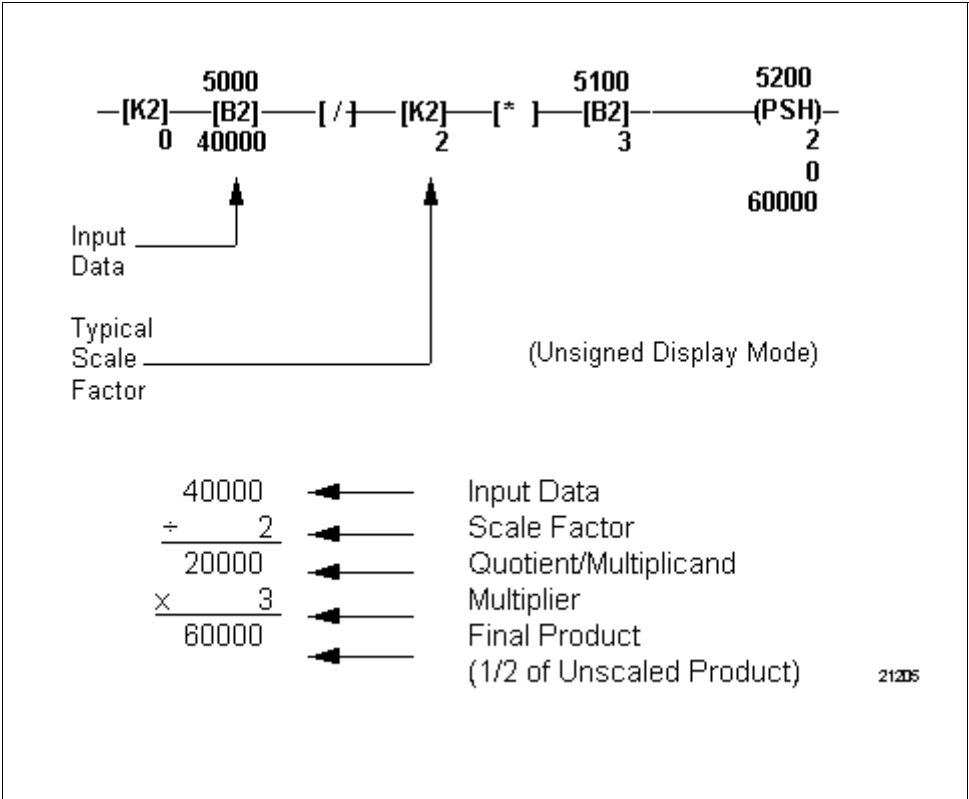 5000 5100 5200
—[K2]——[B2]——[ / ]——[K2]——[* ]——[B2]————(PSH)—
0 40000 2 3 2
0
60000
Input
Data
Typical
Scale
Factor
(Unsigned Display Mode)
40000 Input Data
÷ 2 Scale Factor
20000 Quotient/Multiplicand
x 3 Multiplier
60000 Final Product
(1/2 of Unscaled Product)
21205